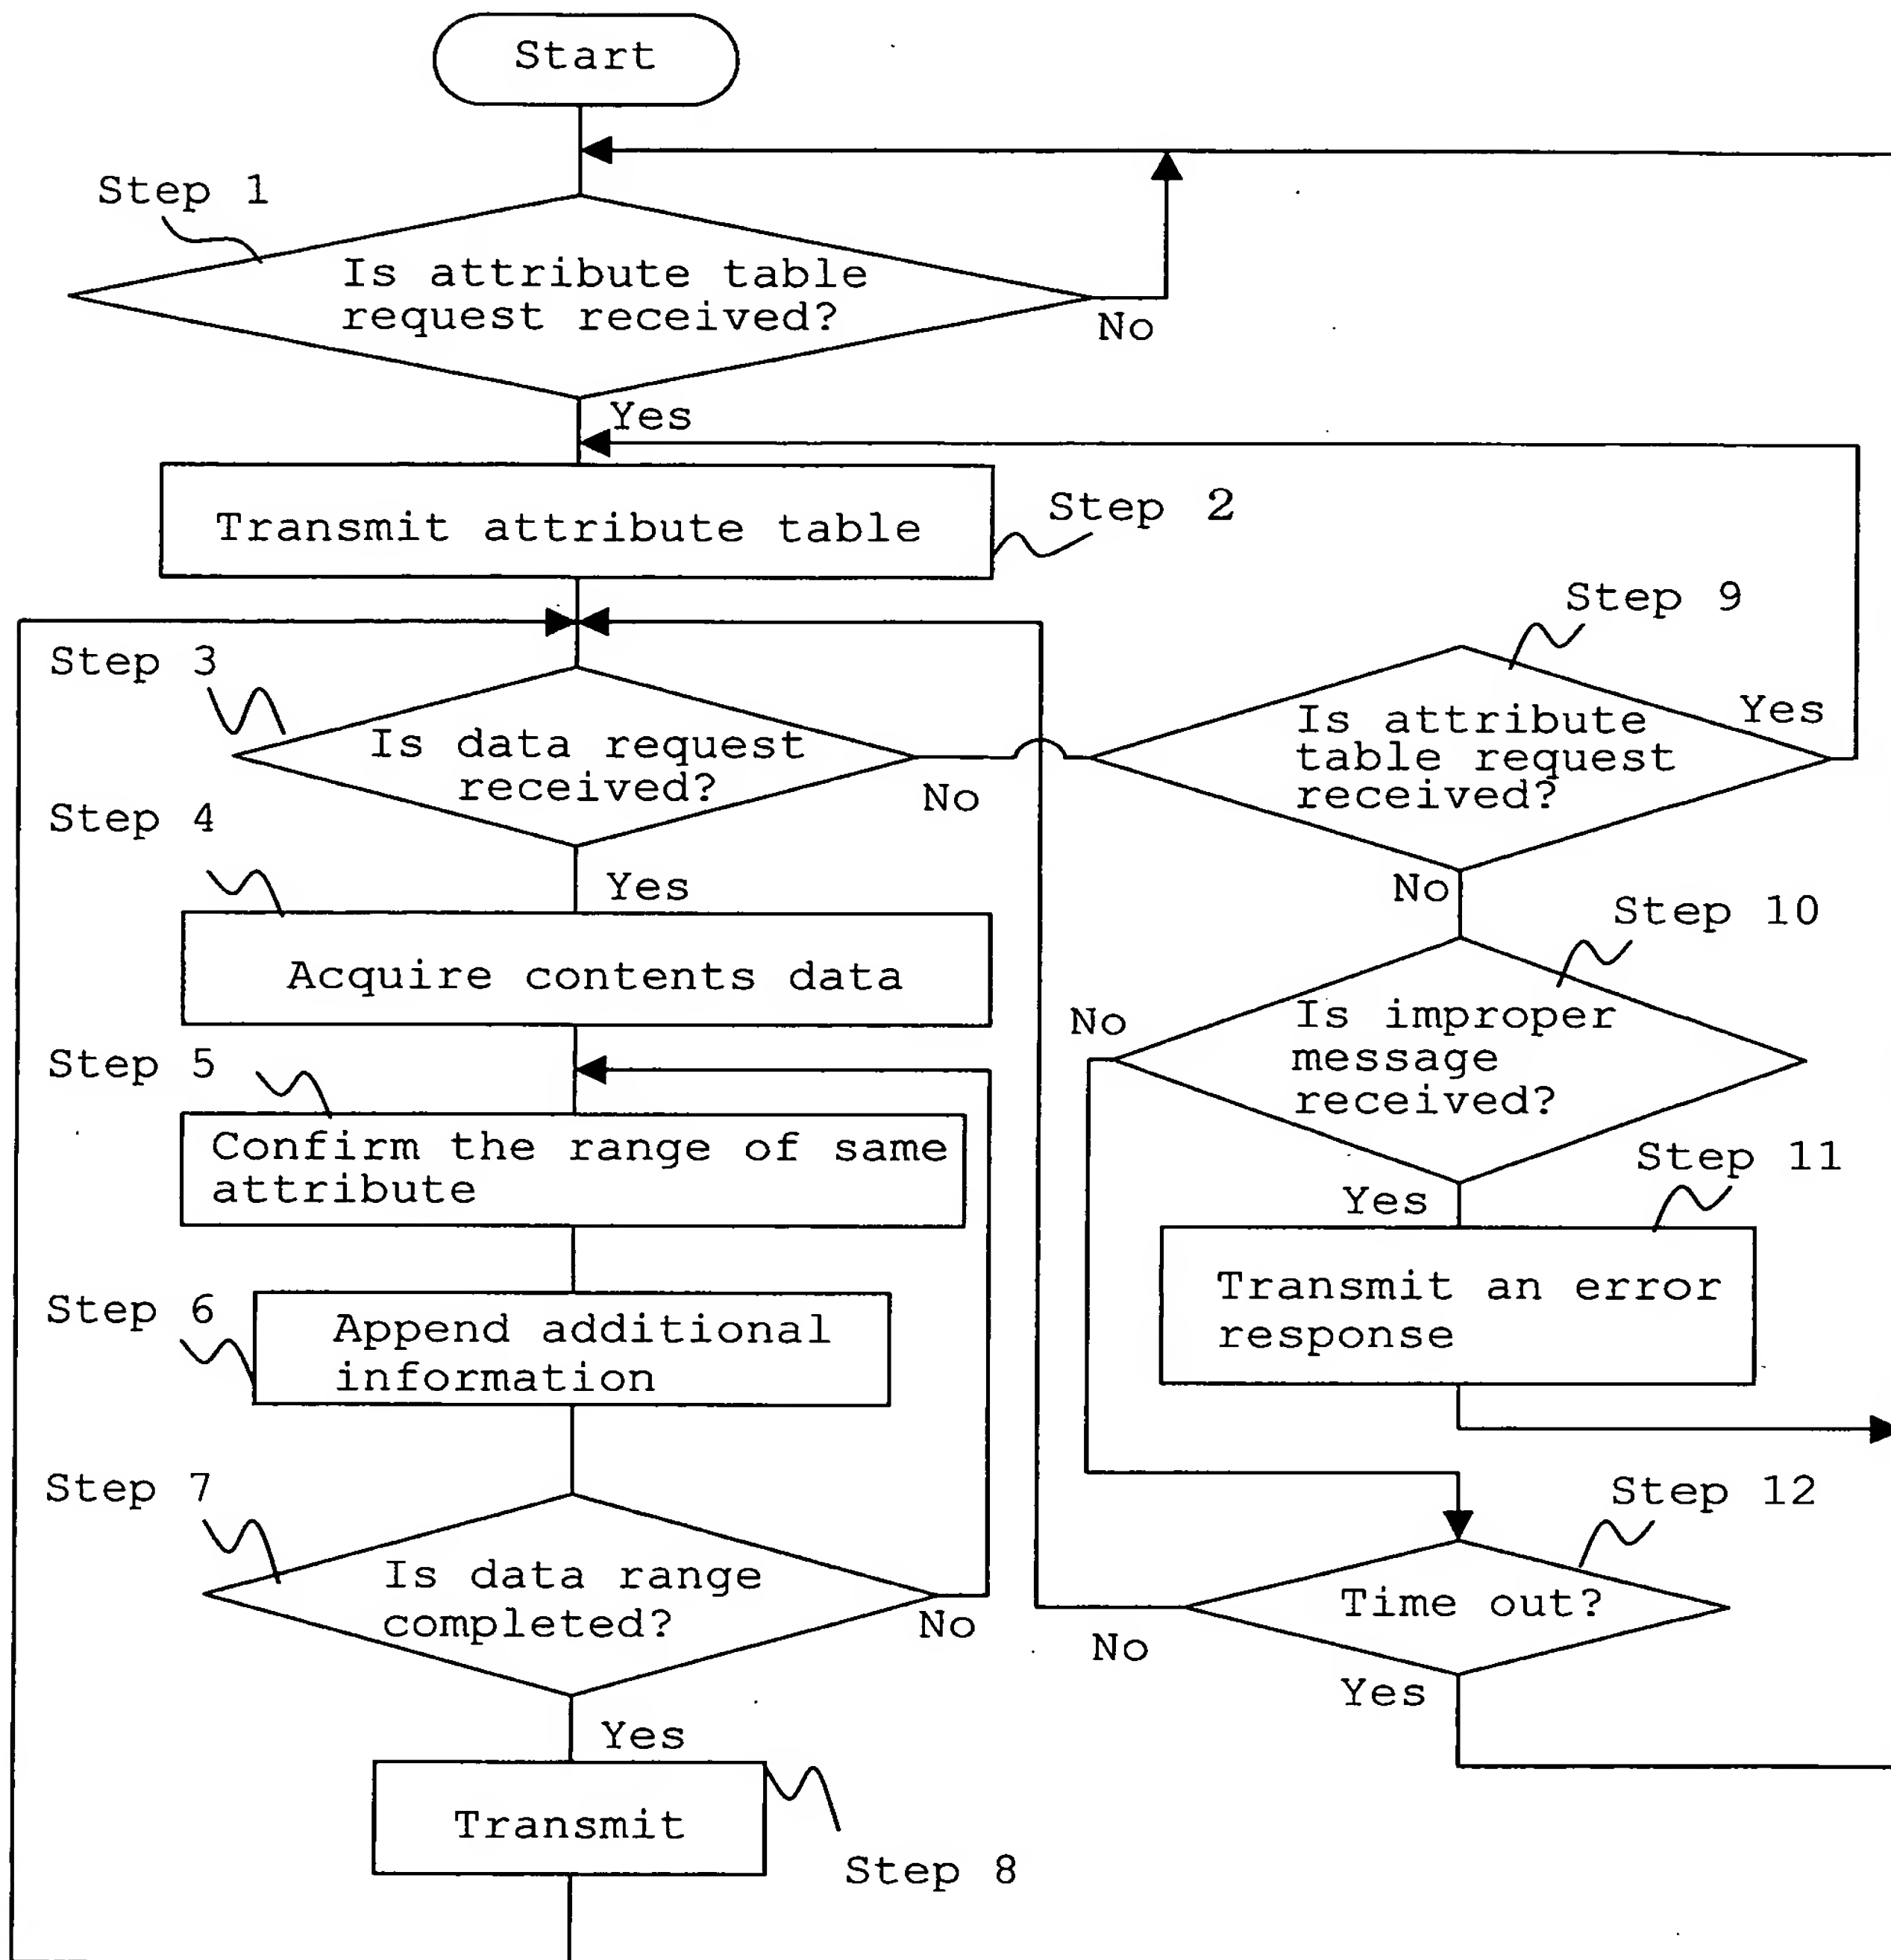 Start
Step 1
Is attribute table
request received?
No
Yes
Transmit attribute table
Step 2
Step 3
Is data request
received?
No
Yes
Step 4
Acquire contents data
Step 5
Confirm the range of same
attribute
Step 6
Append additional
information
Step 7
Is data range
completed?
No
Yes
Transmit
Step 8
Step 9
Is attribute
table request
received?
Yes
No
Step 10
Is improper
message
received?
No
Yes
Step 11
Transmit an error
response
Step 12
Time out?
No
Yes